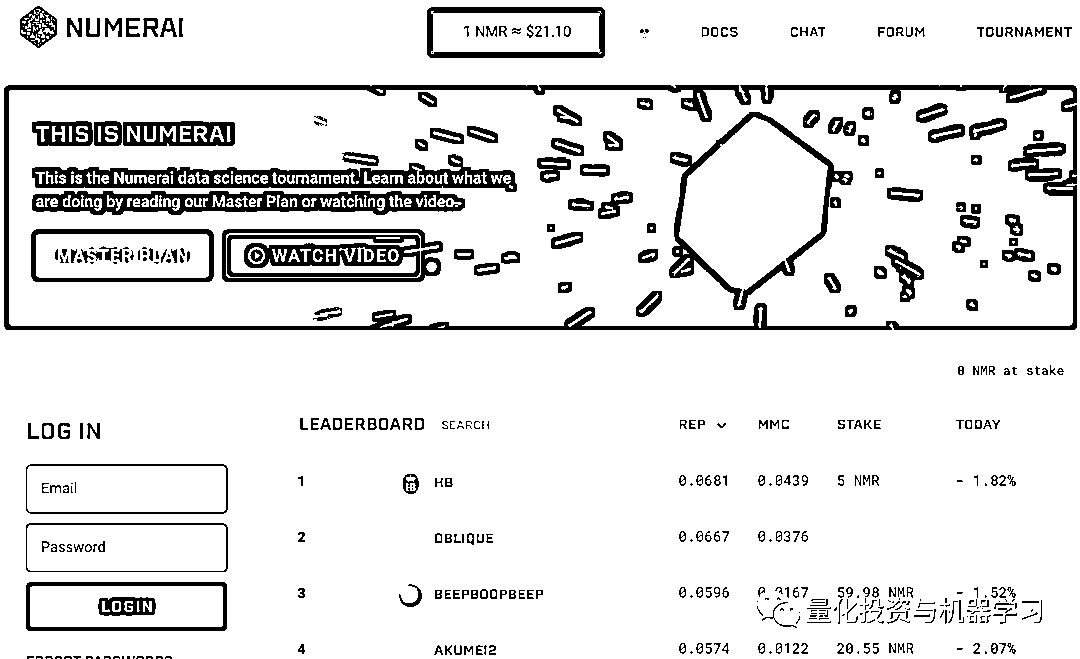 NUMERAI
1 NMR ≈ $21.10
DOCS
CHAT
FORUM
TOURNAMENT
THIS IS NUMERAI
This is the Numerai data science tournament. Learn about what we
are doing by reading our Master Plan or watching the video.
MASTER PLAN
WATCH VIDEO
0 NMR at stake
LOG IN
Email
Password
LOGIN
LEADERBOARD SEARCH REP MMC STAKE TODAY
1 KB 0.0681 0.0439 5 NMR - 1.82%
2 OBLIQUE 0.0667 0.0376
3 BEEPBOOPBEEP 0.0596 0.0167 59.98 NMR - 1.52%
量化投资与机器学习
4 AKUME12 0.0574 0.0122 20.55 NMR - 2.07%